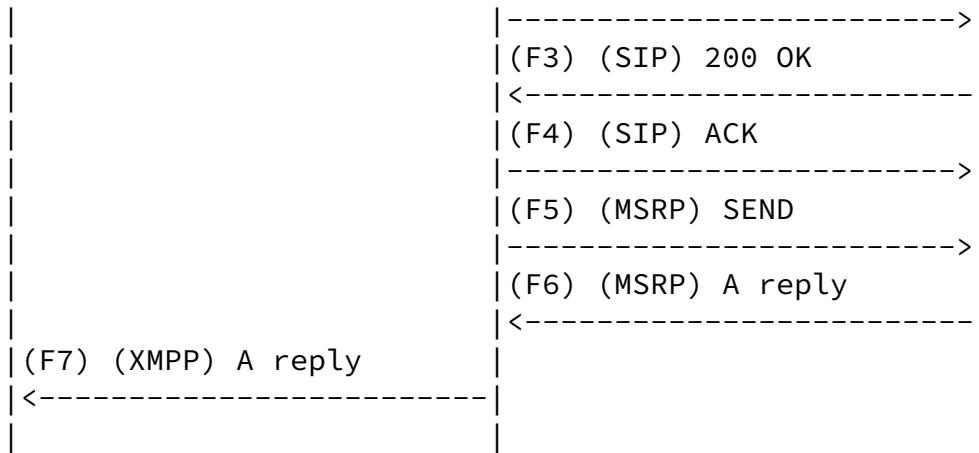 |                          |------------------------->
|                          |(F3) (SIP) 200 OK
|                          |<-------------------------
|                          |(F4) (SIP) ACK
|                          |------------------------->
|                          |(F5) (MSRP) SEND
|                          |------------------------->
|                          |(F6) (MSRP) A reply
|                          |<-------------------------
|(F7) (XMPP) A reply       |
|<-------------------------|
|                          |